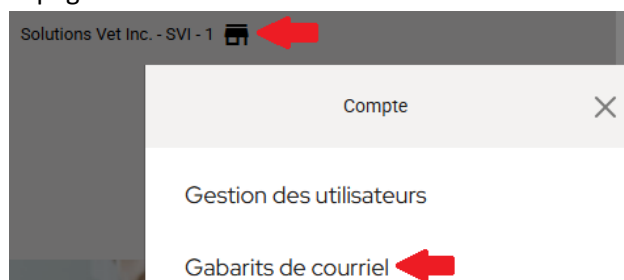 Solutions Vet Inc. - SVI - 1
Compte
Gestion des utilisateurs
Gabarits de courriel